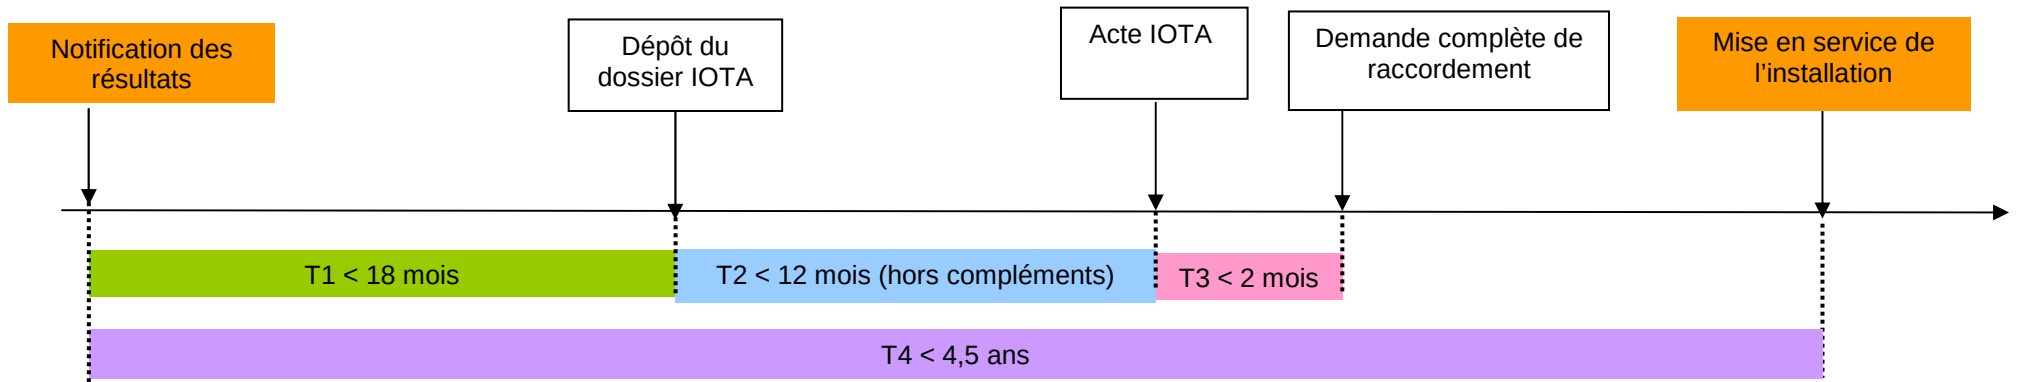 Notification des
résultats
Dépôt du
dossier IOTA
Acte IOTA
Demande complète de
raccordement
Mise en service de
l’installation
T1 < 18 mois
T2 < 12 mois (hors compléments)
T3 < 2 mois
T4 < 4,5 ans